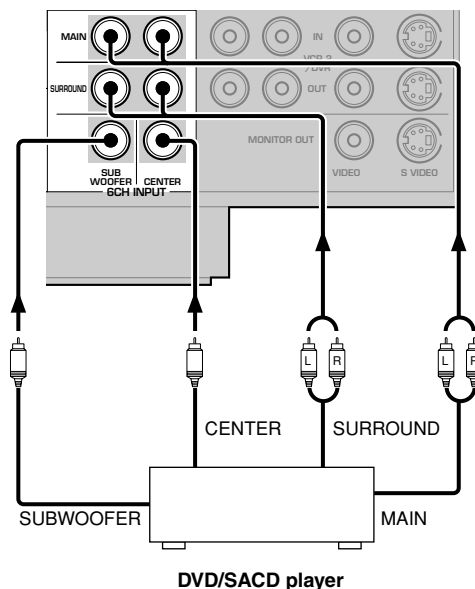 MAIN
IN
VCR 2
/DVR
SURROUND
OUT
MONITOR OUT
SUB
WOOFER
CENTER
6CH INPUT
VIDEO
S VIDEO
L
R
L
R
CENTER
SURROUND
SUBWOOFER
MAIN
DVD/SACD player